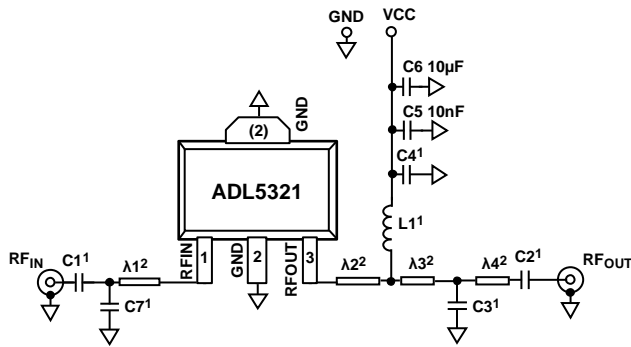 GND VCC
C6 10µF
C5 10nF
C4¹
L1¹
GND
(2)
ADL5321
RFIN
1
GND
2
RFOUT
3
RF_IN
C1¹
λ1²
C7¹
λ2²
λ3²
λ4²
C2¹
RF_OUT
C3¹